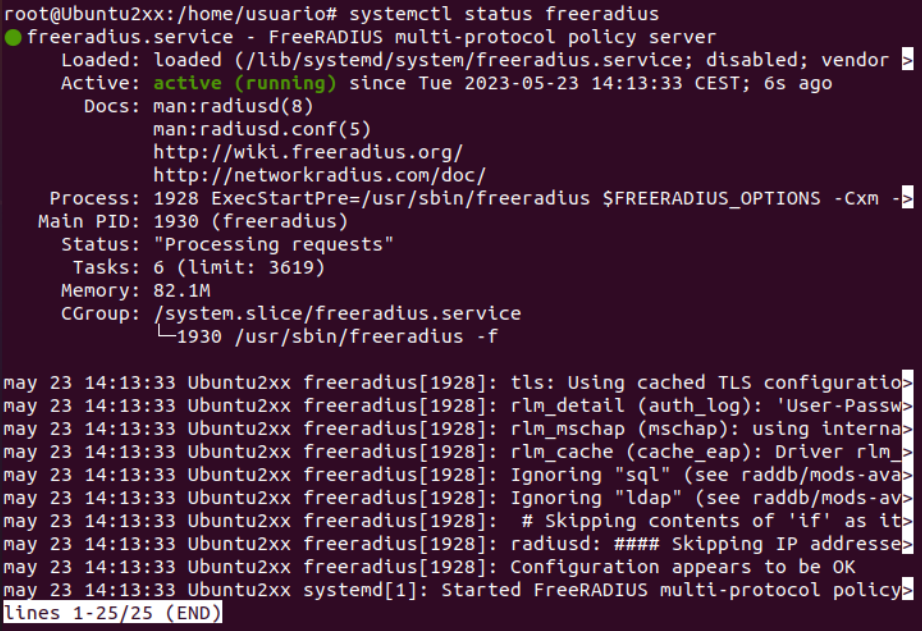 root@Ubuntu2xx:/home/usuario# systemctl status freeradius
● freeradius.service - FreeRADIUS multi-protocol policy server
     Loaded: loaded (/lib/systemd/system/freeradius.service; disabled; vendor >
     Active: active (running) since Tue 2023-05-23 14:13:33 CEST; 6s ago
       Docs: man:radiusd(8)
             man:radiusd.conf(5)
             http://wiki.freeradius.org/
             http://networkradius.com/doc/
    Process: 1928 ExecStartPre=/usr/sbin/freeradius $FREERADIUS_OPTIONS -Cxm ->
   Main PID: 1930 (freeradius)
     Status: "Processing requests"
      Tasks: 6 (limit: 3619)
     Memory: 82.1M
     CGroup: /system.slice/freeradius.service
             └─1930 /usr/sbin/freeradius -f
may 23 14:13:33 Ubuntu2xx freeradius[1928]: tls: Using cached TLS configuratio>
may 23 14:13:33 Ubuntu2xx freeradius[1928]: rlm_detail (auth_log): 'User-Passw>
may 23 14:13:33 Ubuntu2xx freeradius[1928]: rlm_mschap (mschap): using interna>
may 23 14:13:33 Ubuntu2xx freeradius[1928]: rlm_cache (cache_eap): Driver rlm_>
may 23 14:13:33 Ubuntu2xx freeradius[1928]: Ignoring "sql" (see raddb/mods-ava>
may 23 14:13:33 Ubuntu2xx freeradius[1928]: Ignoring "ldap" (see raddb/mods-av>
may 23 14:13:33 Ubuntu2xx freeradius[1928]:  # Skipping contents of 'if' as it>
may 23 14:13:33 Ubuntu2xx freeradius[1928]: radiusd: #### Skipping IP addresse>
may 23 14:13:33 Ubuntu2xx freeradius[1928]: Configuration appears to be OK
may 23 14:13:33 Ubuntu2xx systemd[1]: Started FreeRADIUS multi-protocol policy>
lines 1-25/25 (END)